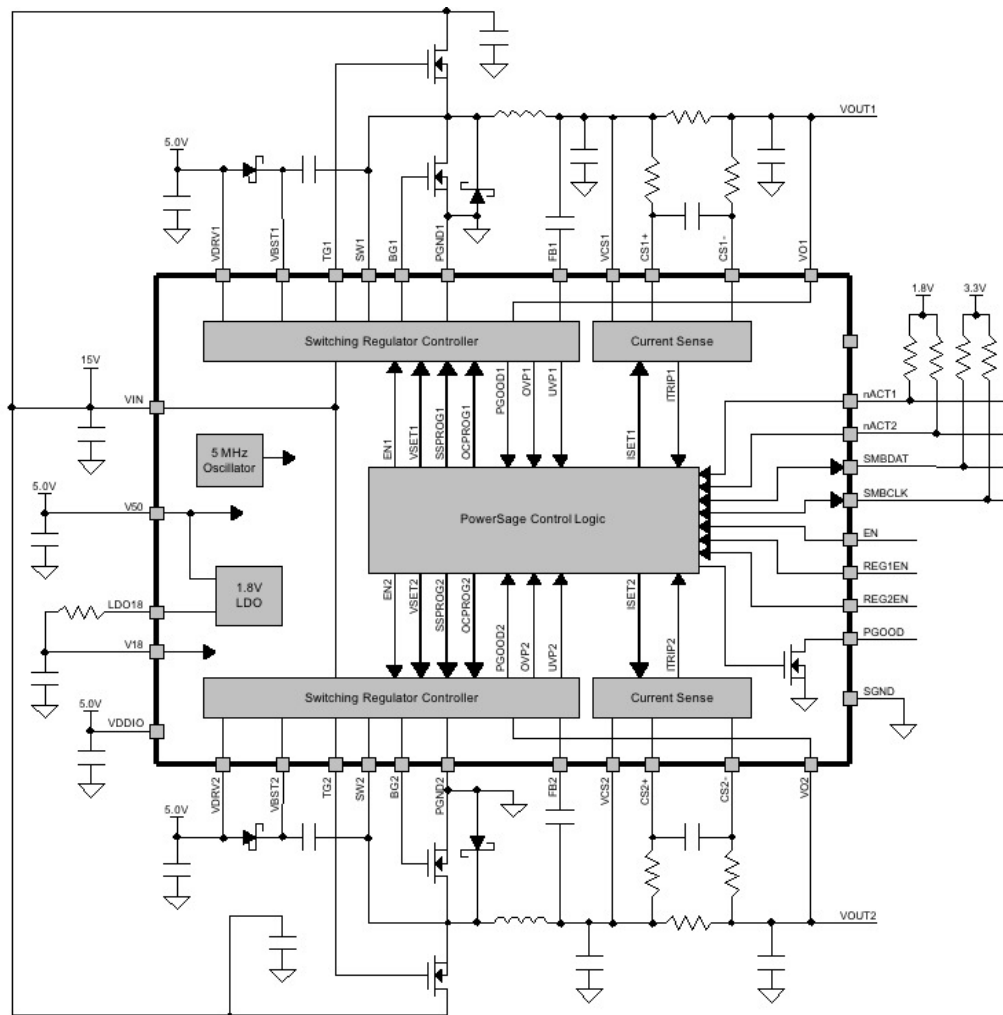 VOUT1
5.0V
VDRV1
VBST1
TG1
SW1
BG1
PGND1
FB1
VCS1
CS1+
CS1-
VO1
1.8V
3.3V
Switching Regulator Controller
Current Sense
15V
VIN
EN1
VSET1
SSPROG1
OCPROG1
PGOOD1
OVP1
UVP1
ISET1
ITRIP1
nACT1
nACT2
SMBDAT
SMBCLK
EN
REG1EN
REG2EN
PGOOD
SGND
5 MHz
Oscillator
5.0V
V50
PowerSage Control Logic
1.8V
LDO
LDO18
V18
5.0V
VDDIO
EN2
VSET2
SSPROG2
OCPROG2
PGOOD2
OVP2
UVP2
ISET2
ITRIP2
Switching Regulator Controller
Current Sense
VDRV2
VBST2
TG2
SW2
BG2
PGND2
FB2
VCS2
CS2+
CS2-
VO2
5.0V
VOUT2